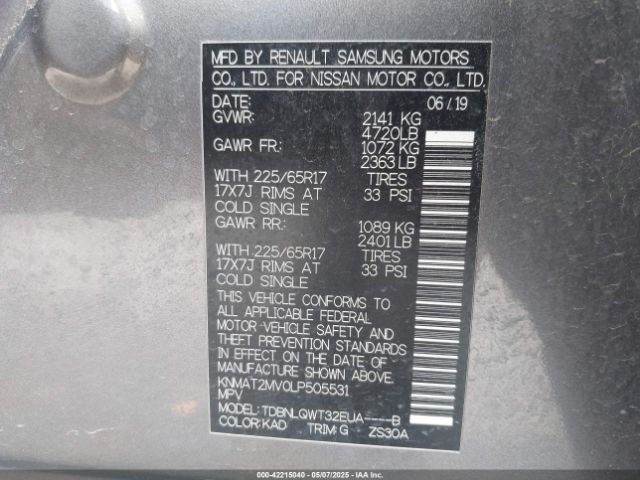 MFD BY RENAULT SAMSUNG MOTORS
CO., LTD. FOR NISSAN MOTOR CO., LTD.
DATE: 06/19
GVWR: 2141 KG
4720LB
GAWR FR: 1072 KG
2363LB
WITH 225/65R17 TIRES
17X7J RIMS AT 33 PSI
COLD SINGLE
GAWR RR: 1089 KG
2401LB
WITH 225/65R17 TIRES
17X7J RIMS AT 33 PSI
COLD SINGLE
THIS VEHICLE CONFORMS TO
ALL APPLICABLE FEDERAL
MOTOR VEHICLE SAFETY AND
THEFT PREVENTION STANDARDS
IN EFFECT ON THE DATE OF
MANUFACTURE SHOWN ABOVE.
KNMAT2MV0LP505531
MPV
MODEL: TDBNLQWT32EUA----B
COLOR:KAD TRIM:G ZS30A
000-42215040 - 05/07/2025 - IAA Inc.